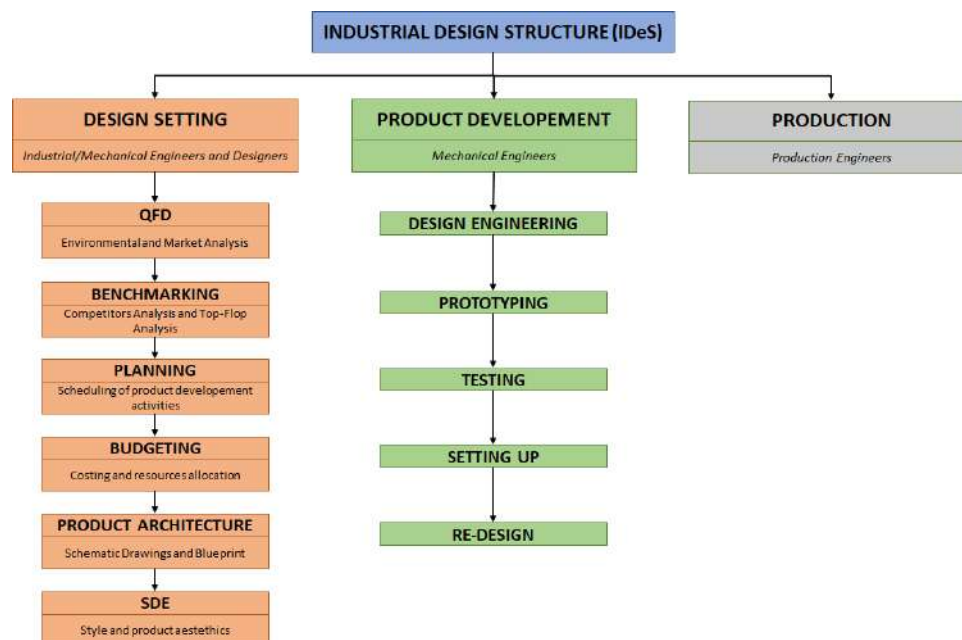 INDUSTRIAL DESIGN STRUCTURE (IDeS)
DESIGN SETTING
Industrial/Mechanical Engineers and Designers
QFD
Environmental and Market Analysis
BENCHMARKING
Competitors Analysis and Top-Flop
Analysis
PLANNING
Scheduling of product developement
activities
BUDGETING
Costing and resources allocation
PRODUCT ARCHITECTURE
Schematic Drawings and Blueprint
SDE
Style and product aestethics
PRODUCT DEVELOPEMENT
Mechanical Engineers
DESIGN ENGINEERING
PROTOTYPING
TESTING
SETTING UP
RE-DESIGN
PRODUCTION
Production Engineers